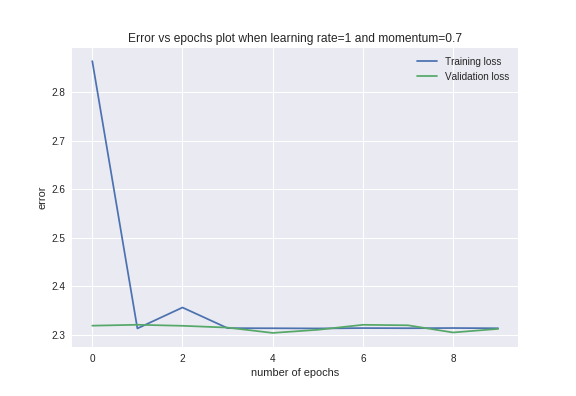 Error vs epochs plot when learning rate=1 and momentum=0.7
Training loss
Validation loss
error
2.8
2.7
2.6
2.5
2.4
2.3
0 2 4 6 8
number of epochs